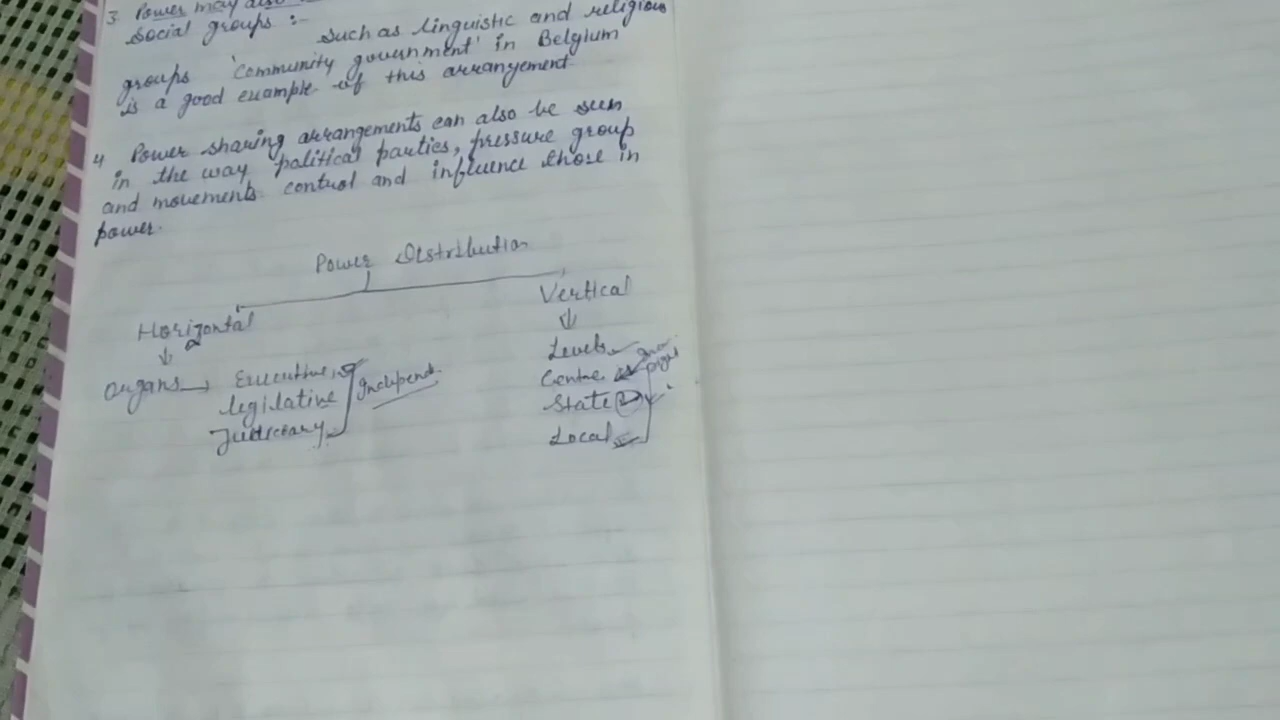 3. Power may also
social groups :-
such as linguistic and religious
groups 'community government' in Belgium
is a good example of this arrangement.
4 Power sharing arrangements can also be seen
in the way political parties, pressure group
and movements control and influence those in
power.
Power Distribution
Horizontal
Vertical
Organs → Executive
legilative
Judiciary
Independ.
Levels
Centre
State
Local